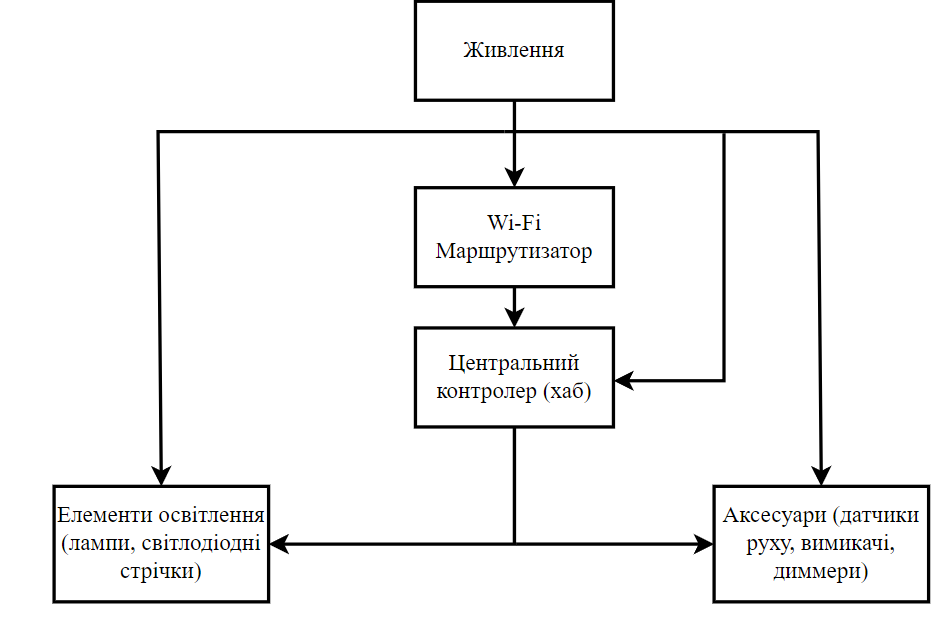 Живлення
Wi-Fi
Маршрутизатор
Центральний
контролер (хаб)
Елементи освітлення
(лампи, світлодіодні
стрічки)
Аксесуари (датчики
руху, вимикачі,
диммери)